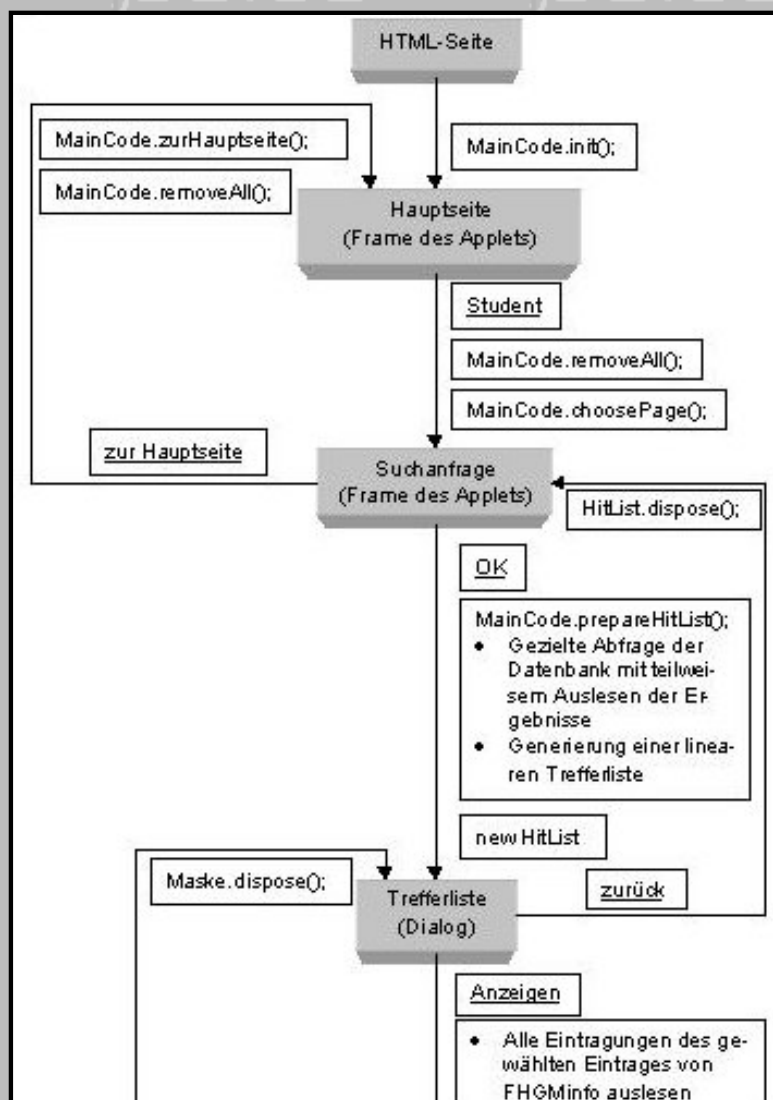 HTML-Seite
MainCode.zurHauptseite();
MainCode.init();
MainCode.removeAll();
Hauptseite
(Frame des Applets)
Student
MainCode.removeAll();
MainCode.choosePage();
zur Hauptseite
Suchanfrage
(Frame des Applets)
HitList.dispose();
OK
MainCode.prepareHitList();
• Gezielte Abfrage der
Datenbank mit teilwei-
sem Auslesen der Er-
gebnisse
• Generierung einer linea-
ren Trefferliste
new HitList
Maske.dispose();
Trefferliste
(Dialog)
zurück
Anzeigen
• Alle Eintragungen des ge-
wählten Eintrages von
FHGMinfo auslesen